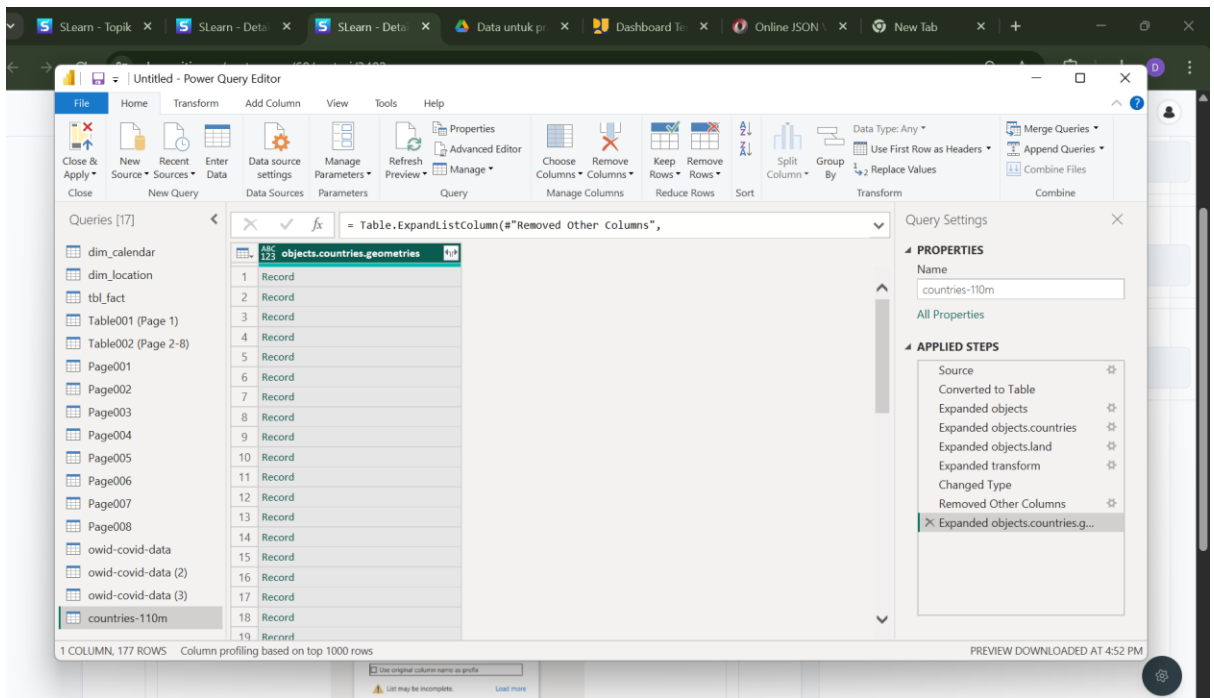 SLearn - Topik
SLearn - Detai
SLearn - Detai
Data untuk pr
Dashboard Te
Online JSON V
New Tab
Untitled - Power Query Editor
File Home Transform Add Column View Tools Help
Close & Apply
New Source
Recent Sources
Enter Data
Data source settings
Manage Parameters
Refresh Preview
Properties
Advanced Editor
Manage
Choose Columns
Remove Columns
Keep Rows
Remove Rows
Split Column
Group By
Data Type: Any
Use First Row as Headers
Replace Values
Merge Queries
Append Queries
Combine Files
Close New Query Data Sources Parameters Query Manage Columns Reduce Rows Sort Transform Combine
Queries [17]
dim_calendar
dim_location
tbl_fact
Table001 (Page 1)
Table002 (Page 2-8)
Page001
Page002
Page003
Page004
Page005
Page006
Page007
Page008
owid-covid-data
owid-covid-data (2)
owid-covid-data (3)
countries-110m
fx = Table.ExpandListColumn(#"Removed Other Columns",
ABC 123 objects.countries.geometries
1 Record
2 Record
3 Record
4 Record
5 Record
6 Record
7 Record
8 Record
9 Record
10 Record
11 Record
12 Record
13 Record
14 Record
15 Record
16 Record
17 Record
18 Record
19 Record
Query Settings
PROPERTIES
Name
countries-110m
All Properties
APPLIED STEPS
Source
Converted to Table
Expanded objects
Expanded objects.countries
Expanded objects.land
Expanded transform
Changed Type
Removed Other Columns
Expanded objects.countries.g...
1 COLUMN, 177 ROWS Column profiling based on top 1000 rows
PREVIEW DOWNLOADED AT 4:52 PM
Use original column name as prefix
List may be incomplete. Load more
D